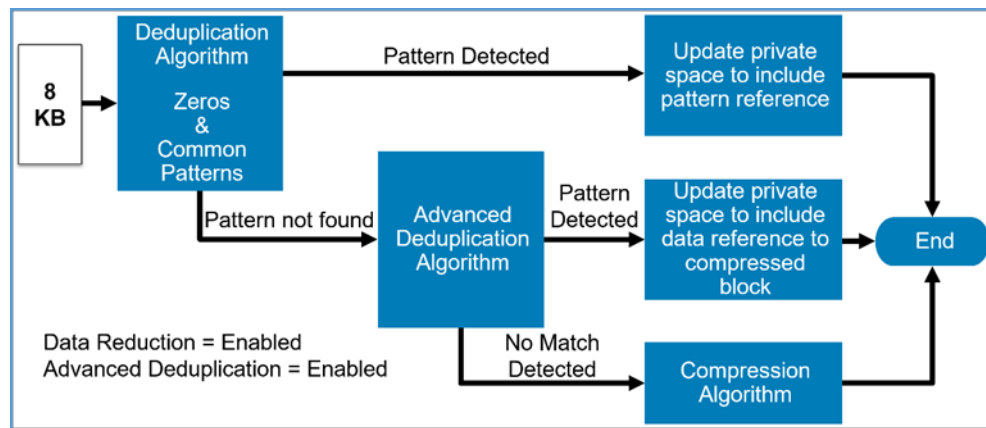 8
KB
Deduplication
Algorithm
Zeros
&
Common
Patterns
Pattern Detected
Update private
space to include
pattern reference
Pattern not found
Advanced
Deduplication
Algorithm
Pattern
Detected
Update private
space to include
data reference to
compressed
block
End
Data Reduction = Enabled
Advanced Deduplication = Enabled
No Match
Detected
Compression
Algorithm